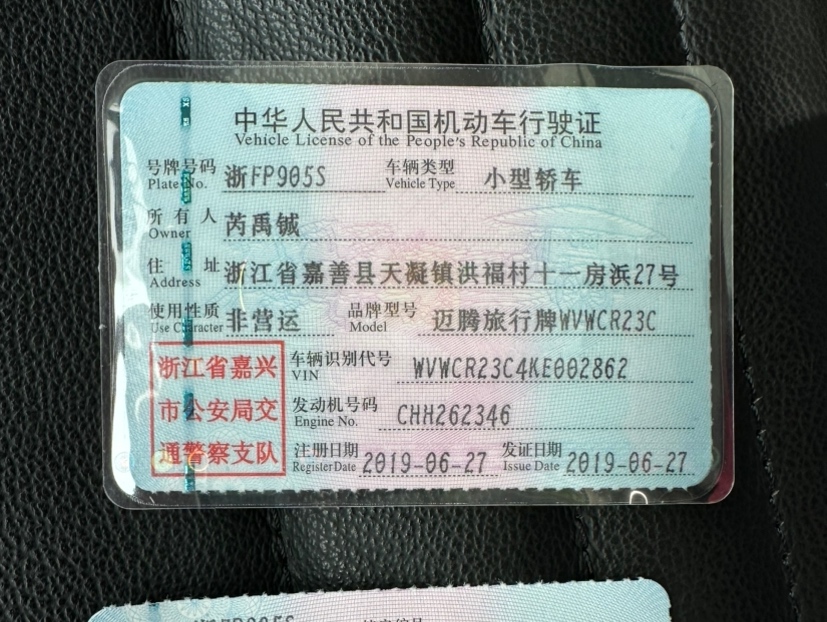 中华人民共和国机动车行驶证
Vehicle License of the People's Republic of China
号牌号码 浙FP905S 车辆类型 小型轿车
Plate No. Vehicle Type
所有人 芮禹铖
Owner
住址 浙江省嘉善县天凝镇洪福村十一房浜27号
Address
使用性质 非营运 品牌型号 迈腾旅行牌WVWCR23C
Use Character Model
浙江省嘉兴
市公安局交
通警察支队
车辆识别代号 WVWCR23C4KE002862
VIN
发动机号码 CHH262346
Engine No.
注册日期 2019-06-27 发证日期 2019-06-27
Register Date Issue Date